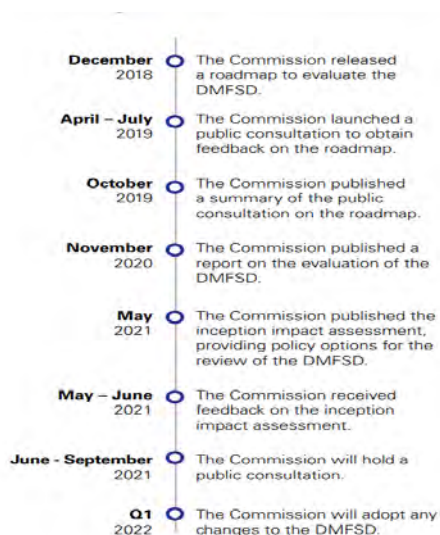 December
2018
The Commission released
a roadmap to evaluate the
DMFSD.
April – July
2019
The Commission launched a
public consultation to obtain
feedback on the roadmap.
October
2019
The Commission published
a summary of the public
consultation on the roadmap.
November
2020
The Commission published a
report on the evaluation of the
DMFSD.
May
2021
The Commission published the
inception impact assessment,
providing policy options for the
review of the DMFSD.
May – June
2021
The Commission received
feedback on the inception
impact assessment.
June - September
2021
The Commission will hold a
public consultation.
Q1
2022
The Commission will adopt any
changes to the DMFSD.